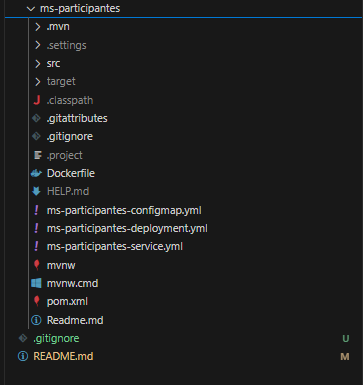 ms-participantes
.mvn
.settings
src
target
.classpath
.gitattributes
.gitignore
.project
Dockerfile
HELP.md
ms-participantes-configmap.yml
ms-participantes-deployment.yml
ms-participantes-service.yml
mvnw
mvnw.cmd
pom.xml
Readme.md
.gitignore U
README.md M